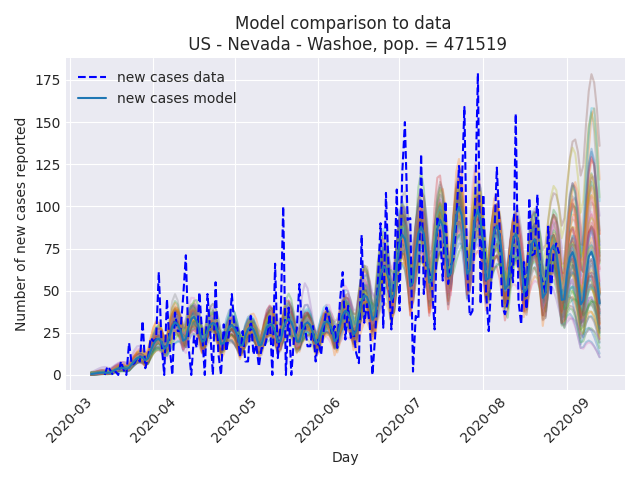 Model comparison to data
US - Nevada - Washoe, pop. = 471519
new cases data
new cases model
Number of new cases reported
175
150
125
100
75
50
25
0
2020-03
2020-04
2020-05
2020-06
2020-07
2020-08
2020-09
Day